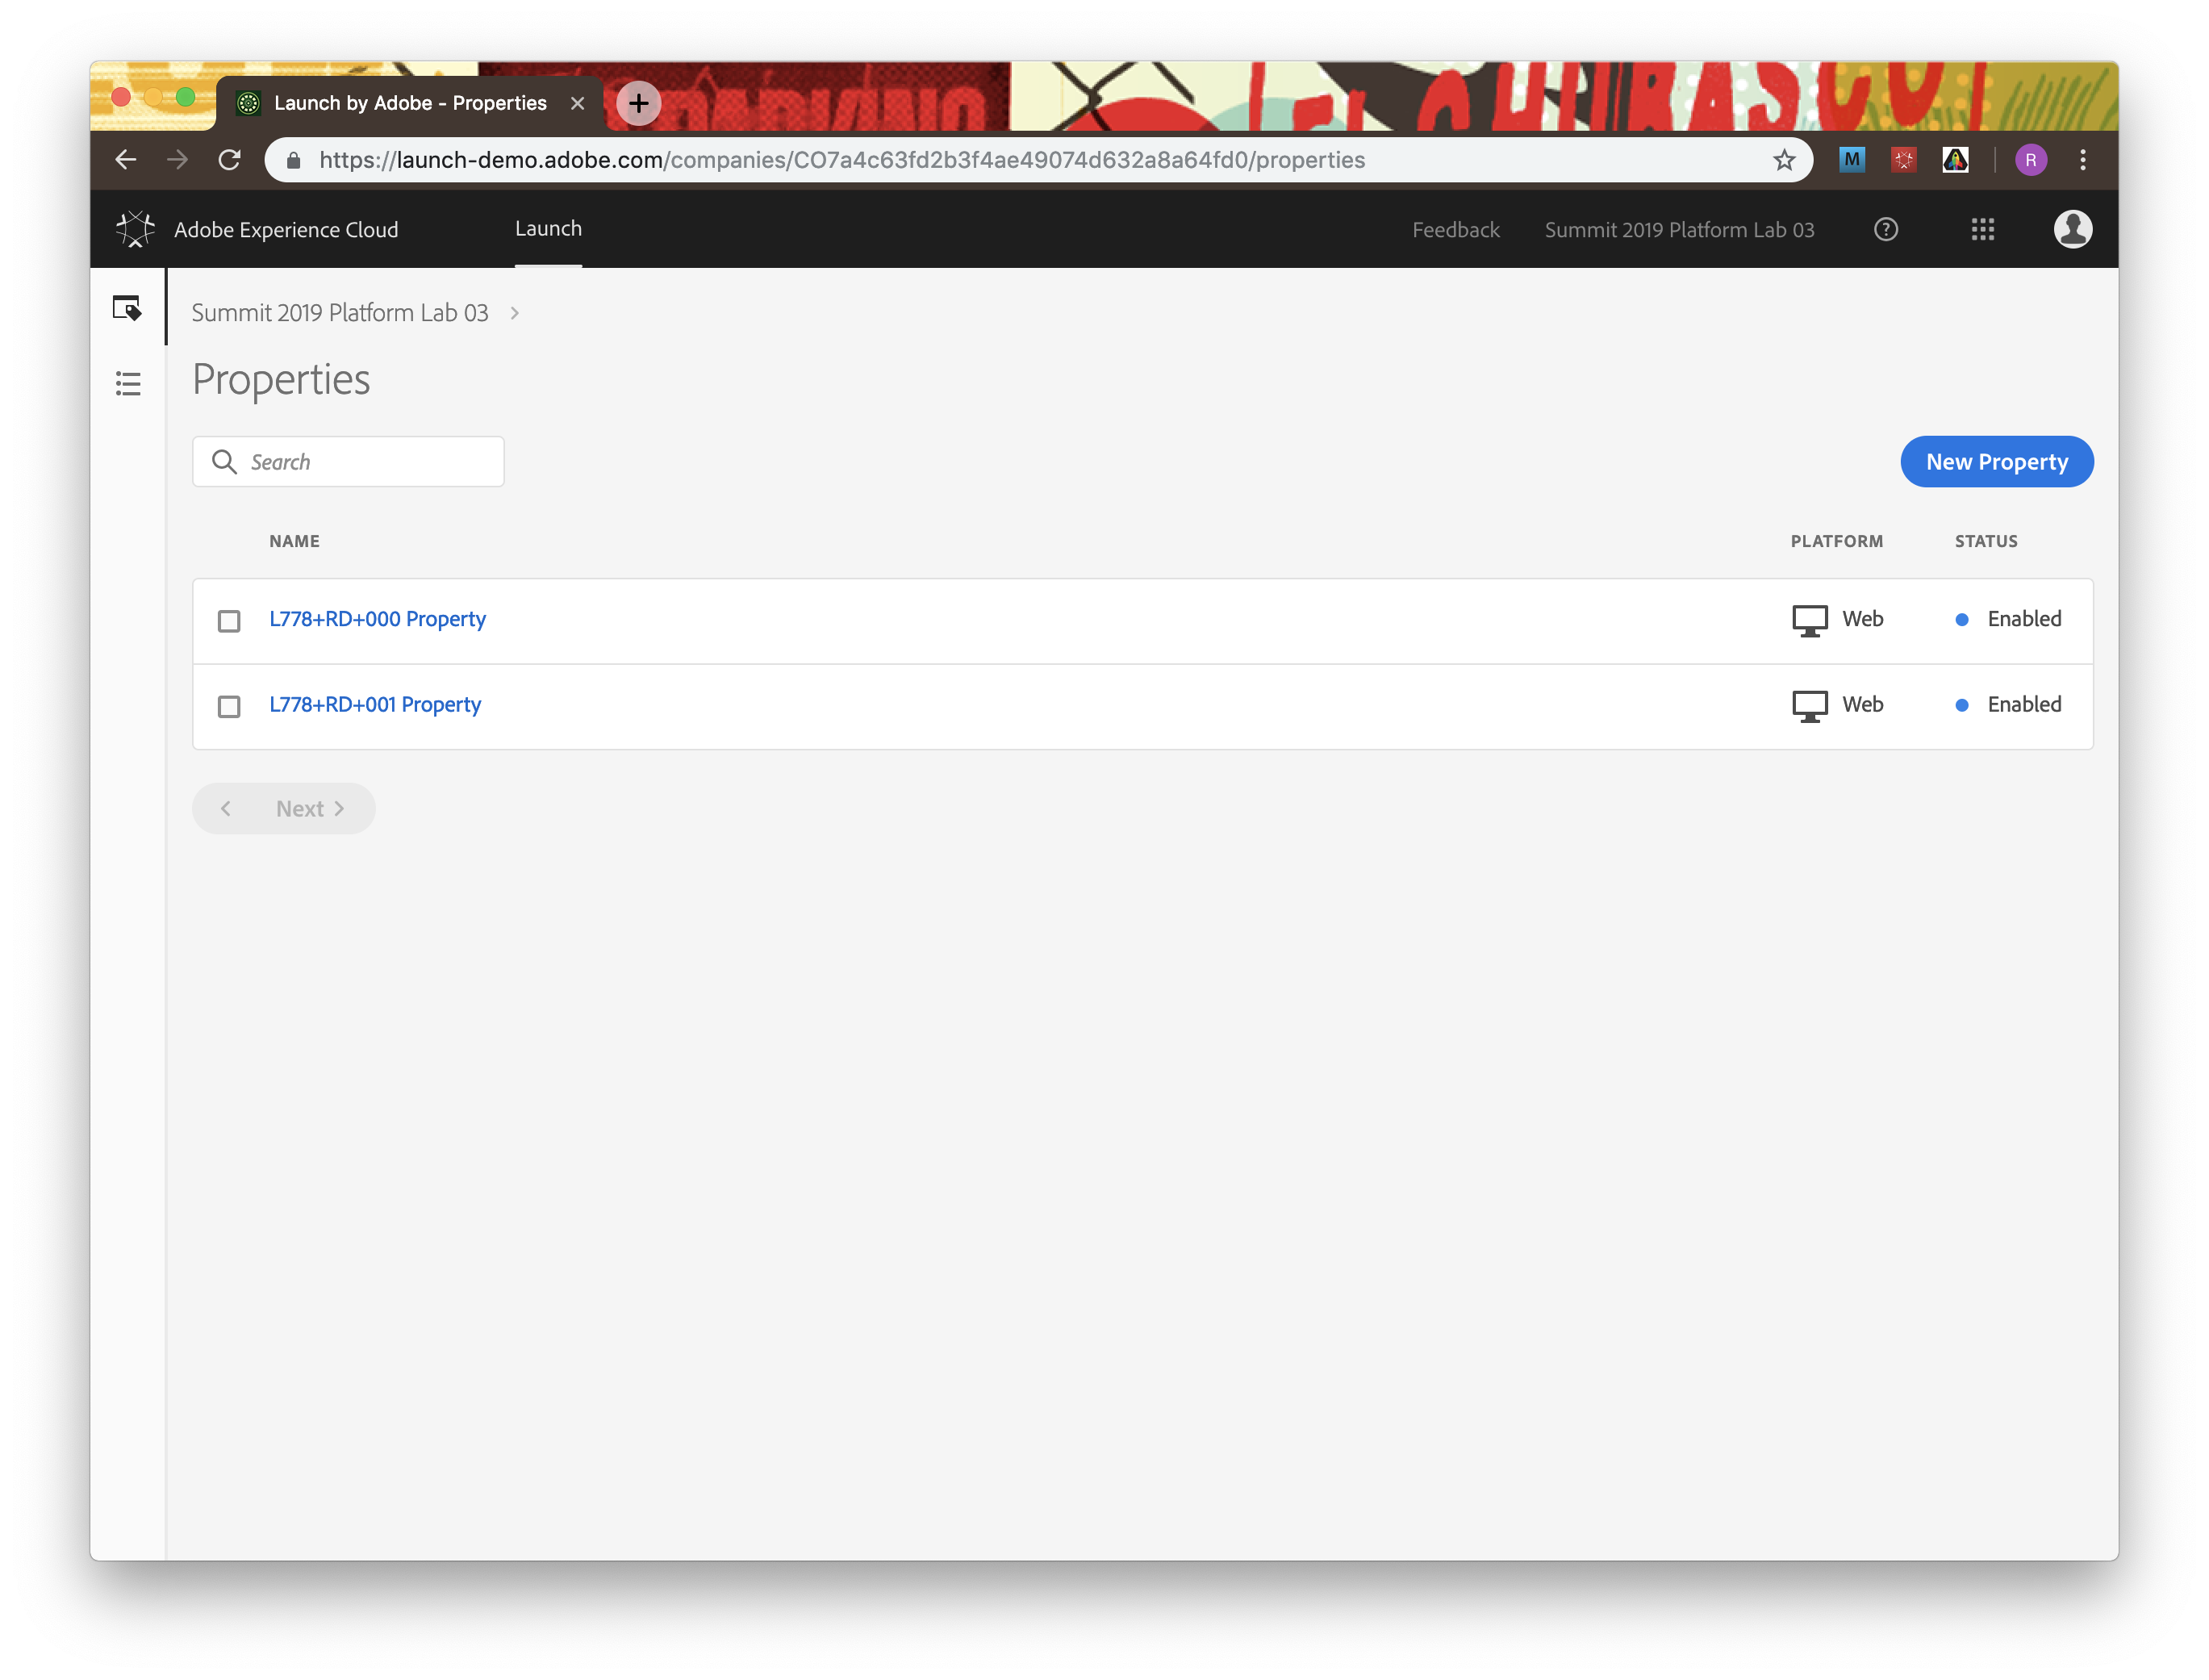 Launch by Adobe - Properties
https://launch-demo.adobe.com/companies/CO7a4c63fd2b3f4ae49074d632a8a64fd0/properties
M
R
Adobe Experience Cloud
Launch
Feedback
Summit 2019 Platform Lab 03
Summit 2019 Platform Lab 03
Properties
Search
New Property
NAME PLATFORM STATUS
L778+RD+000 Property Web Enabled
L778+RD+001 Property Web Enabled
Next